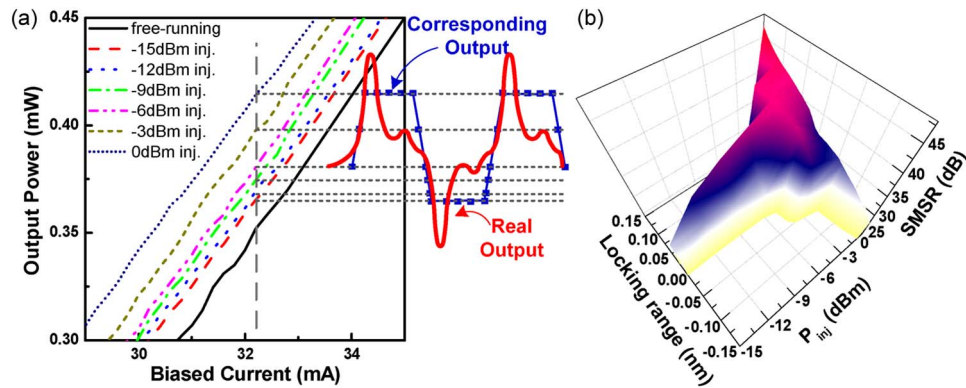 (a)
0.45
0.40
0.35
0.30
Output Power (mW)
free-running
-15dBm inj.
-12dBm inj.
-9dBm inj.
-6dBm inj.
-3dBm inj.
0dBm inj.
Corresponding
Output
Real
Output
30
32
34
Biased Current (mA)
(b)
0.15
0.10
0.05
0.00
-0.05
-0.10
-0.15
Locking range (nm)
-15
-12
-9
-6
-3
0
P inj (dBm)
25
30
35
40
45
SMSR (dB)